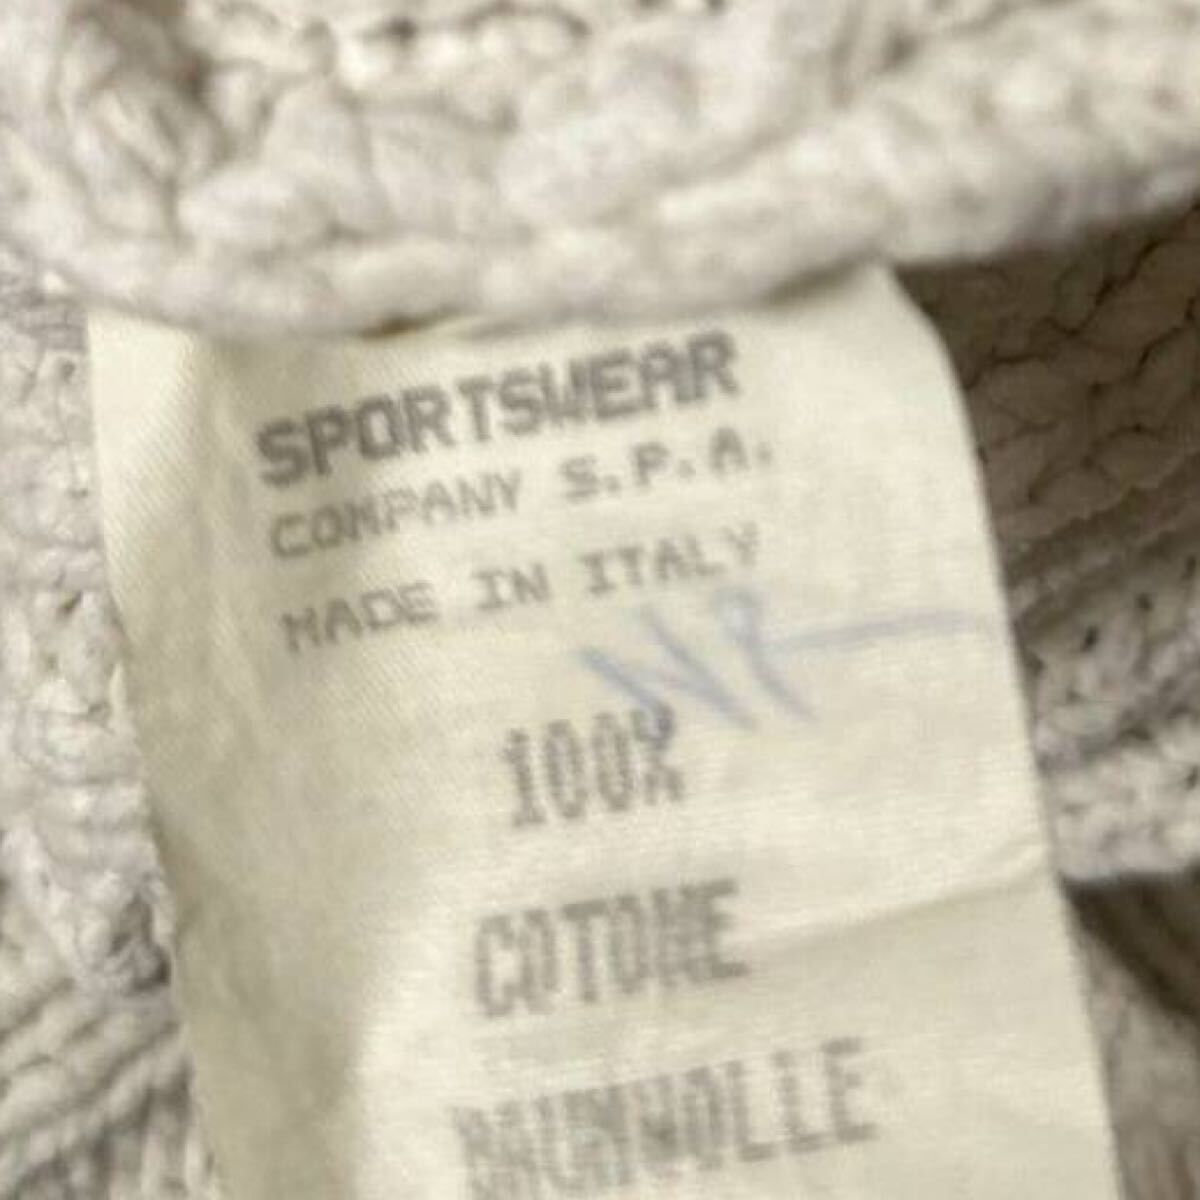 SPORTSWEAR
COMPANY S.P.A.
MADE IN ITALY
100%
COTONE
BAUMWOLLE